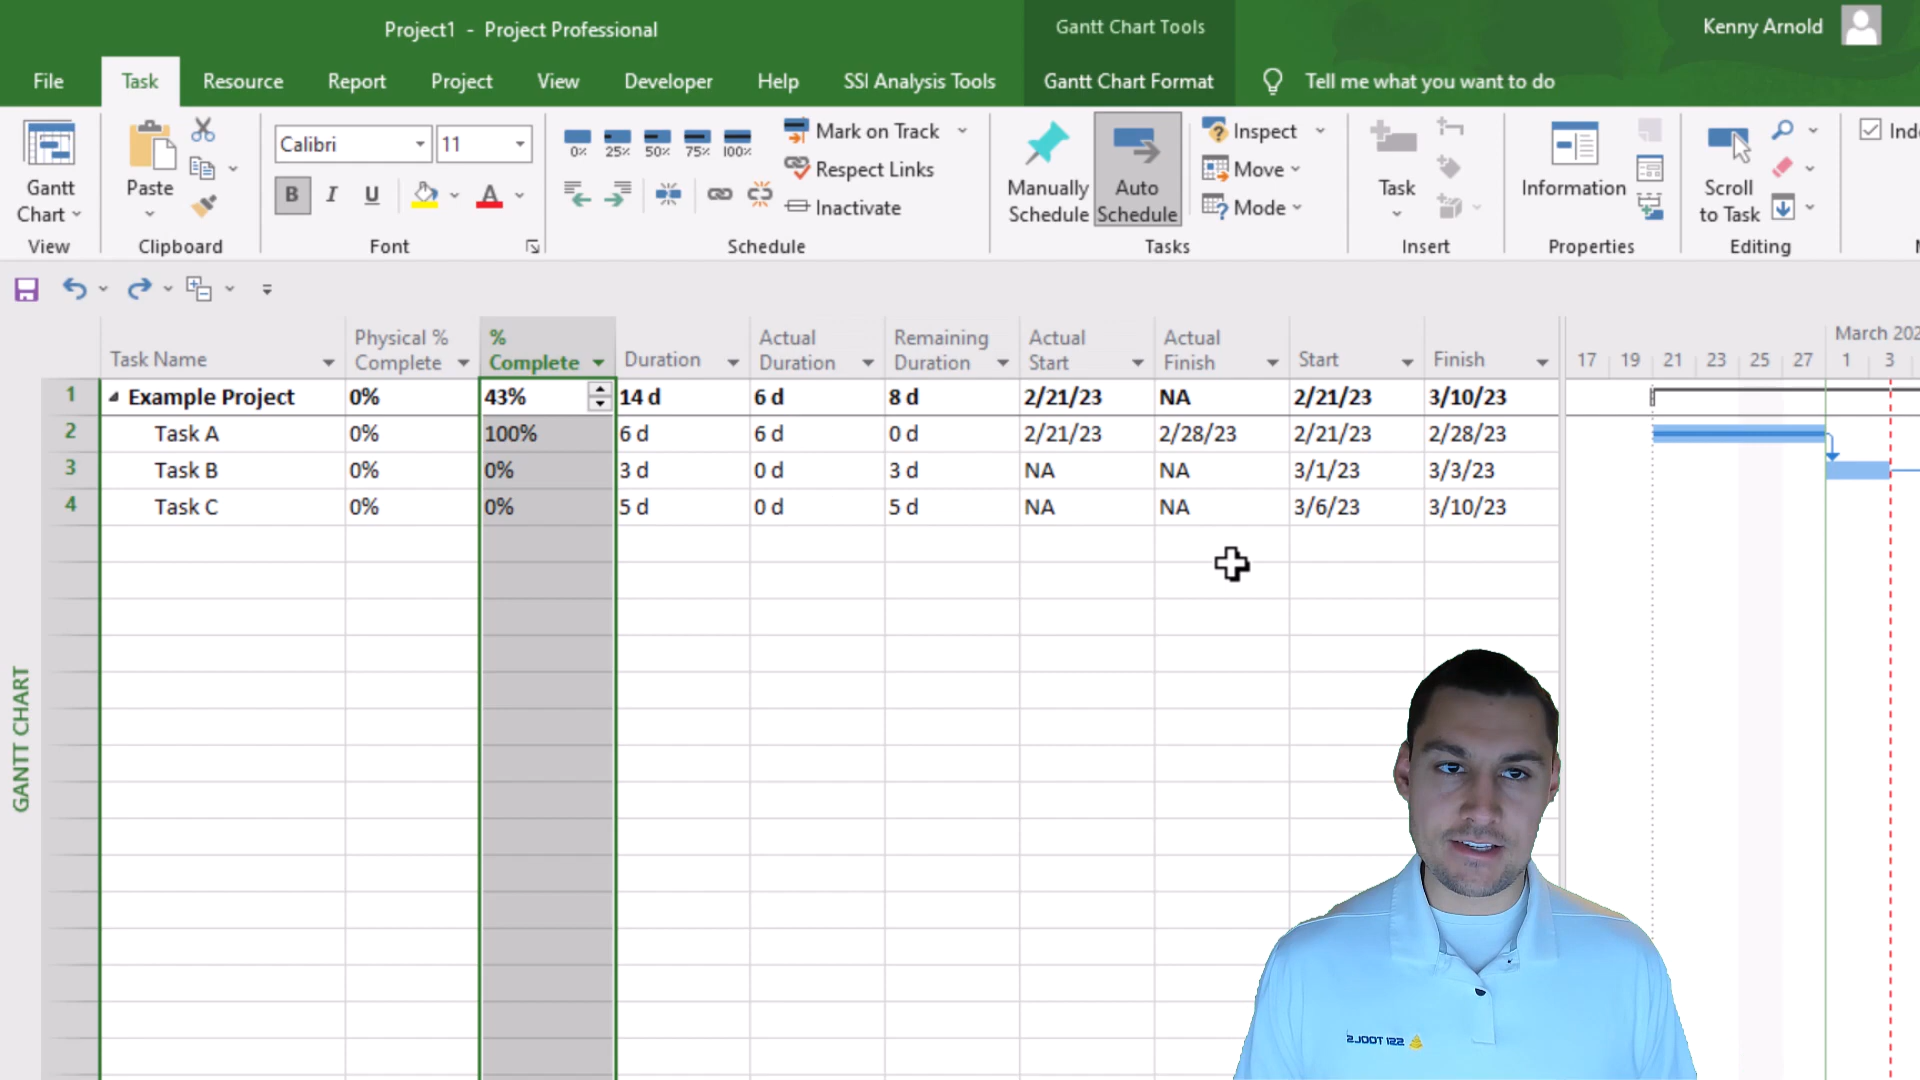 Project1 - Project Professional
Gantt Chart Tools
Kenny Arnold
File Task Resource Report Project View Developer Help SSI Analysis Tools Gantt Chart Format Tell me what you want to do
Gantt
Chart
View
Paste
Clipboard
Calibri 11
B I U A
Font
0% 25% 50% 75% 100%
Mark on Track
Respect Links
Inactivate
Schedule
Manually
Schedule
Auto
Schedule
Inspect
Move
Mode
Tasks
Task
Insert
Information
Properties
Scroll
to Task
Editing
Task Name
Physical %
Complete
%
Complete
Duration
Actual
Duration
Remaining
Duration
Actual
Start
Actual
Finish
Start
Finish
March 202
17 19 21 23 25 27 1 3
1 Example Project 0% 43% 14 d 6 d 8 d 2/21/23 NA 2/21/23 3/10/23
2 Task A 0% 100% 6 d 6 d 0 d 2/21/23 2/28/23 2/21/23 2/28/23
3 Task B 0% 0% 3 d 0 d 3 d NA NA 3/1/23 3/3/23
4 Task C 0% 0% 5 d 0 d 5 d NA NA 3/6/23 3/10/23
GANTT CHART
SSI TOOLS